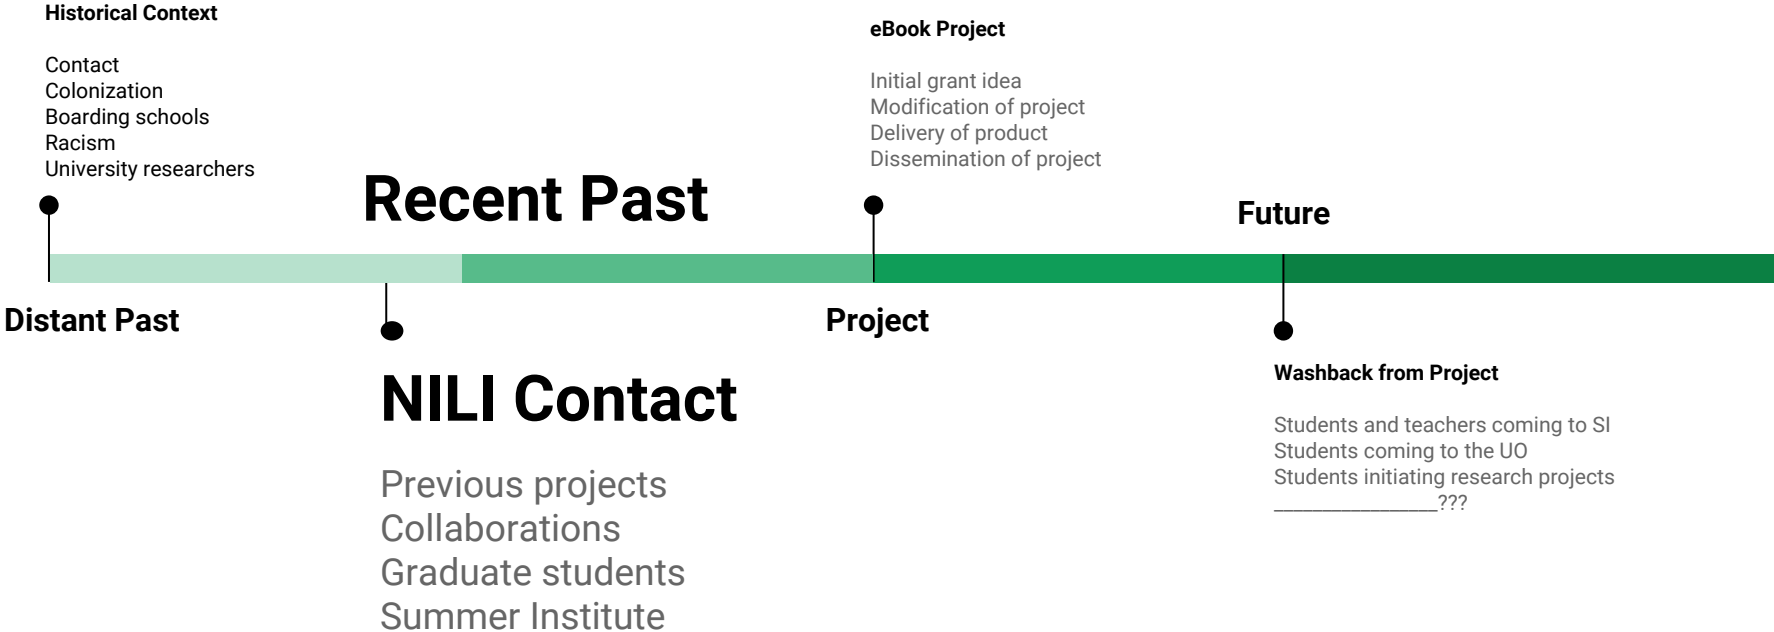 Historical Context
Contact
Colonization
Boarding schools
Racism
University researchers
Distant Past
Recent Past
NILI Contact
Previous projects
Collaborations
Graduate students
Summer Institute
eBook Project
Initial grant idea
Modification of project
Delivery of product
Dissemination of project
Project
Future
Washback from Project
Students and teachers coming to SI
Students coming to the UO
Students initiating research projects
________________???